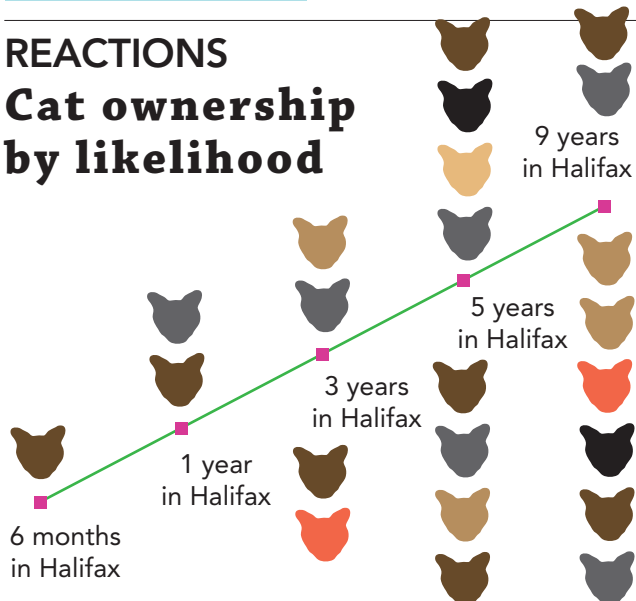 REACTIONS
Cat ownership
by likelihood
6 months
in Halifax
1 year
in Halifax
3 years
in Halifax
5 years
in Halifax
9 years
in Halifax